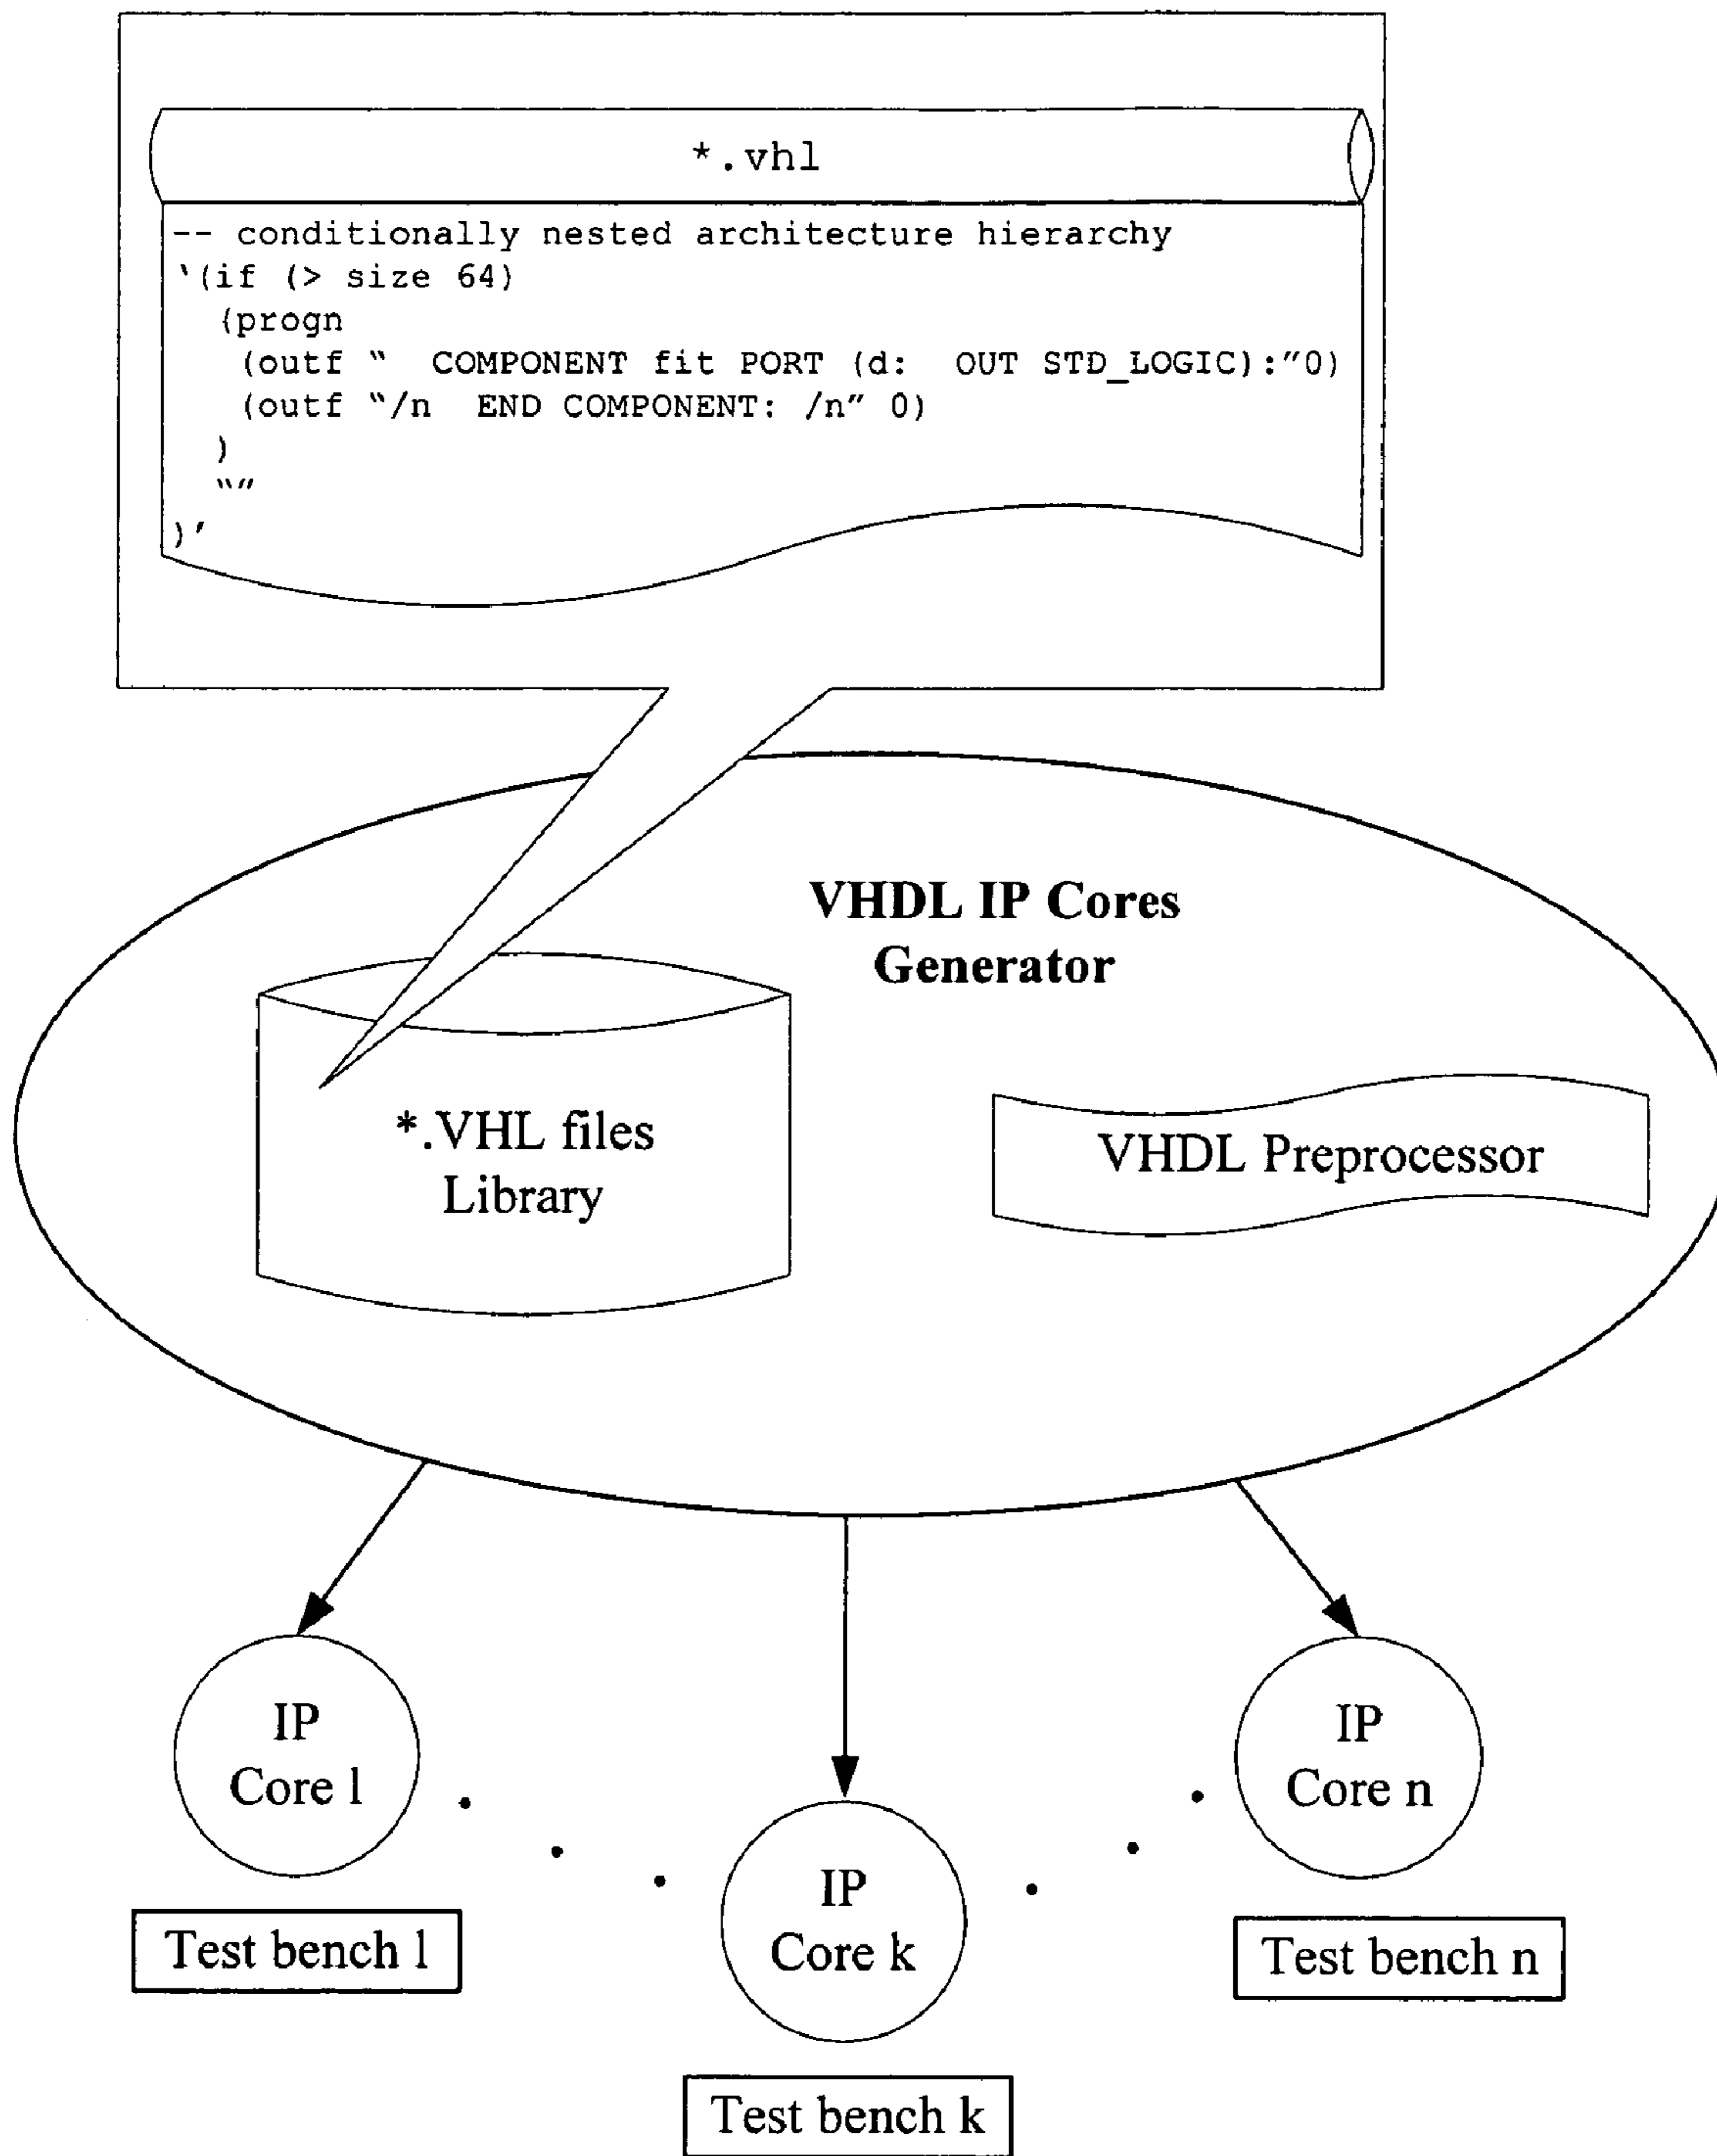 *.vhl
-- conditionally nested architecture hierarchy
‘(if (> size 64)
(progn
(outf “  COMPONENT fit PORT (d:  OUT STD_LOGIC):”0)
(outf “/n  END COMPONENT: /n” 0)
)
“”
)’
VHDL IP Cores
Generator
*.VHL files
Library
VHDL Preprocessor
IP
Core l
IP
Core k
IP
Core n
Test bench l
Test bench n
Test bench k